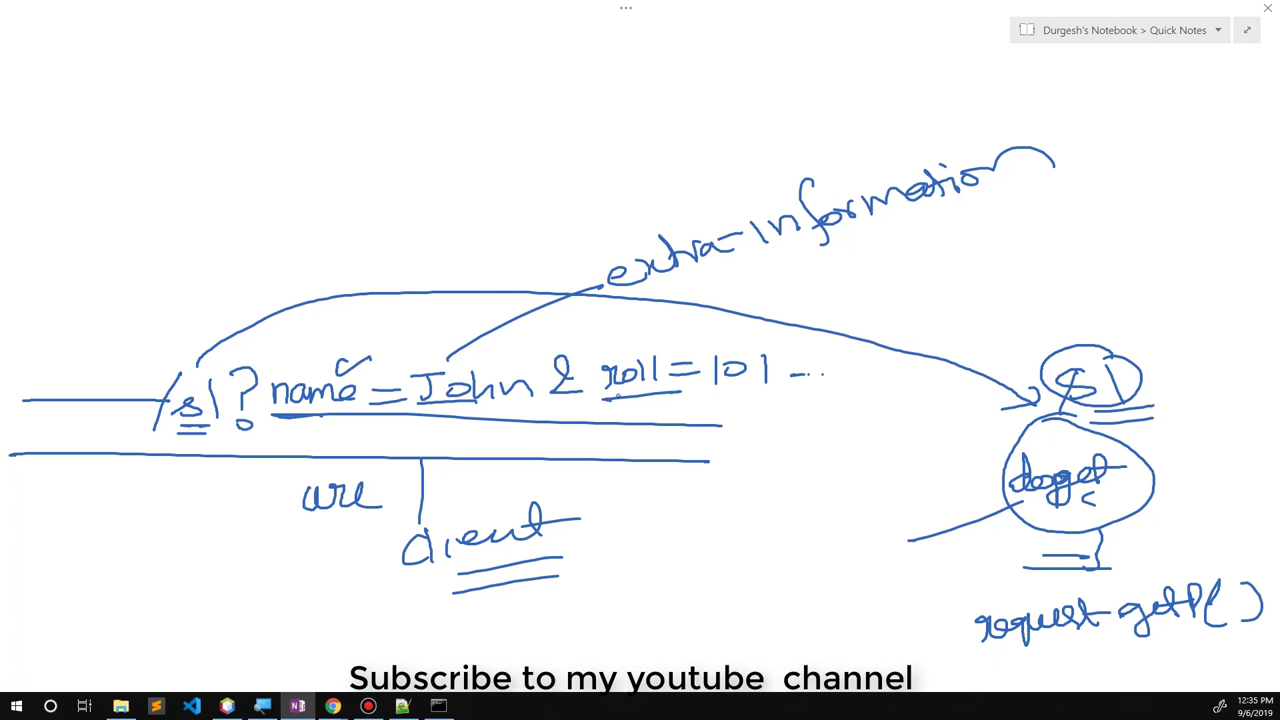 Durgesh's Notebook > Quick Notes
extra-information
/s1 ? name = John & roll = 101 ...
s1
doget
client
request.getP( )
Subscribe to my youtube channel
12:35 PM
9/6/2019